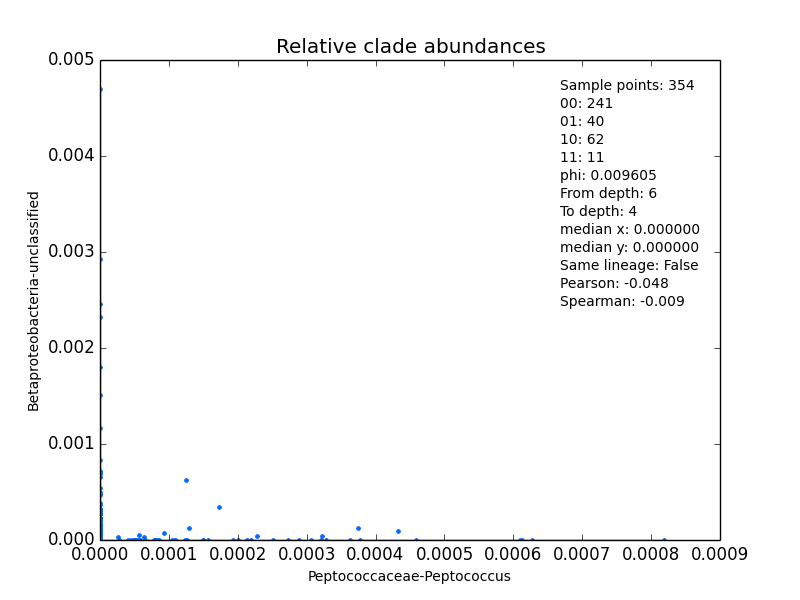 Relative clade abundances
0.005
0.004
0.003
0.002
0.001
0.000
Betaproteobacteria-unclassified
Sample points: 354
00: 241
01: 40
10: 62
11: 11
phi: 0.009605
From depth: 6
To depth: 4
median x: 0.000000
median y: 0.000000
Same lineage: False
Pearson: -0.048
Spearman: -0.009
0.0000 0.0001 0.0002 0.0003 0.0004 0.0005 0.0006 0.0007 0.0008 0.0009
Peptococcaceae-Peptococcus